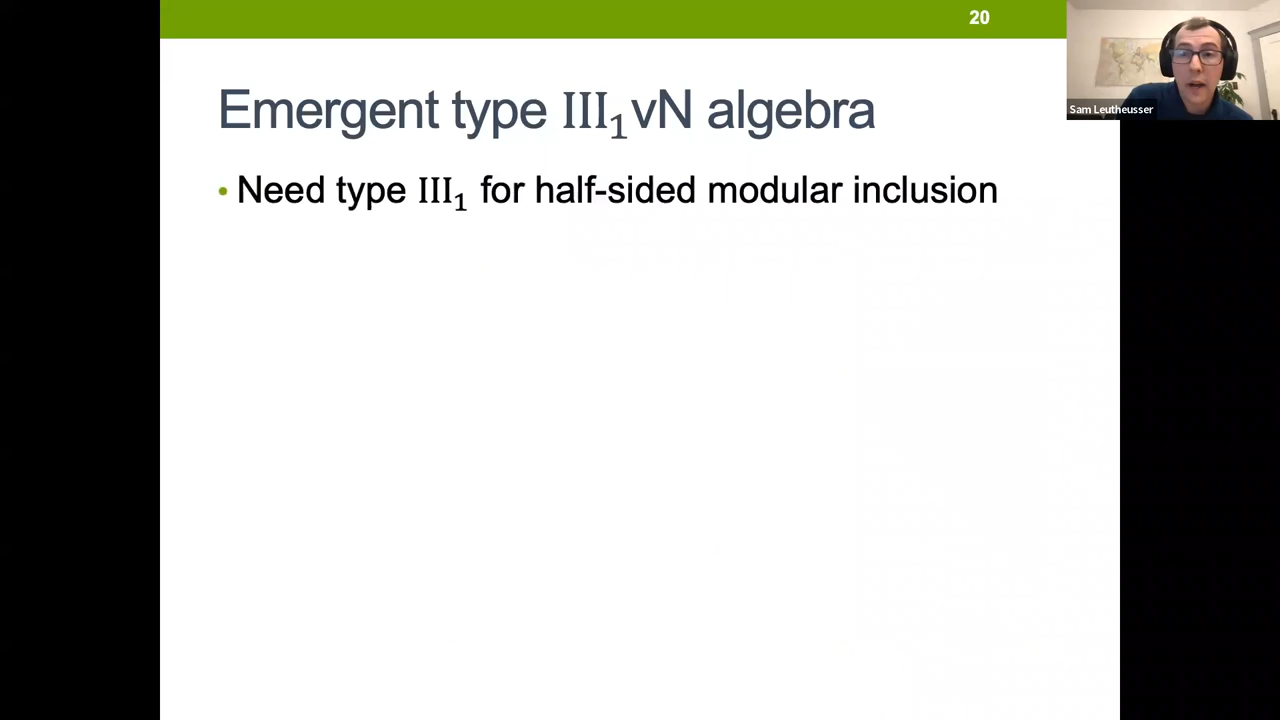 20
Sam Leutheusser
Emergent type III₁ vN algebra
• Need type III₁ for half-sided modular inclusion